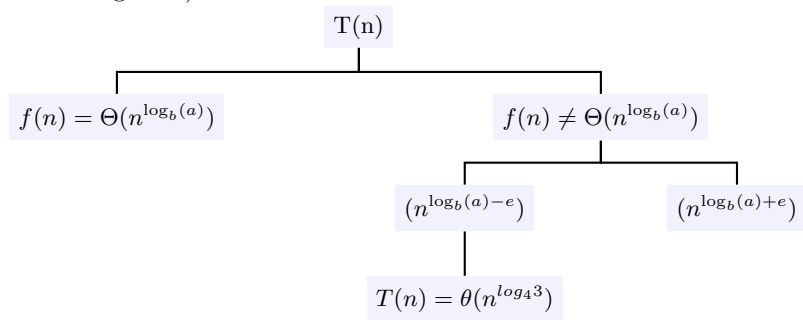 T(n)
f(n) = Θ(n^{log_b(a)})
f(n) ≠ Θ(n^{log_b(a)})
(n^{log_b(a)−e})
(n^{log_b(a)+e})
T(n) = θ(n^{log_4 3})